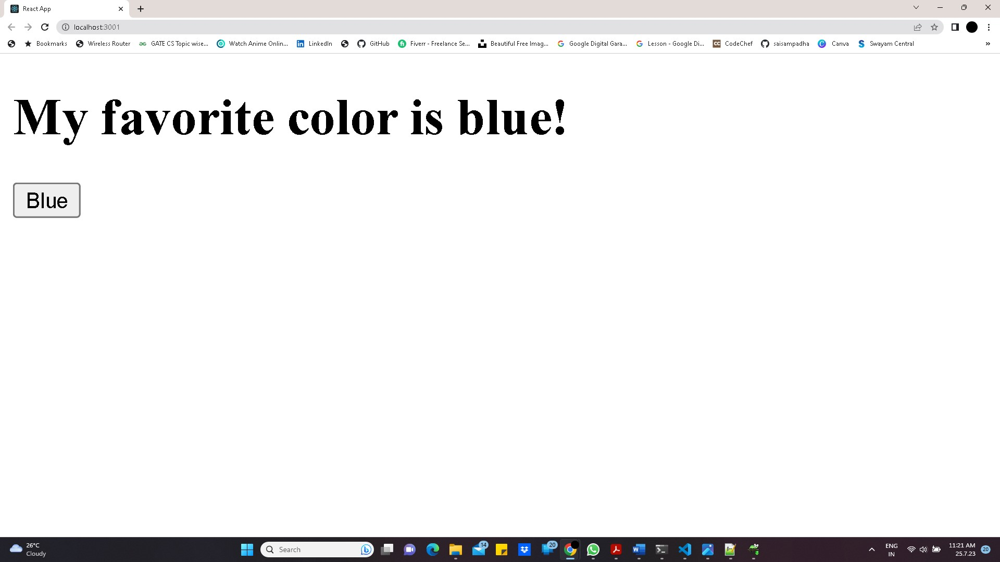 React App
localhost:3001
Bookmarks Wireless Router GATE CS Topic wise... Watch Anime Onlin... LinkedIn GitHub Fiverr - Freelance Se... Beautiful Free Imag... Google Digital Gara... Lesson - Google Di... CodeChef saisampadha Canva Swayam Central »
My favorite color is blue!
Blue
26°C
Cloudy
Search
14
20
ENG
IN
11:21 AM
25.7.23
20